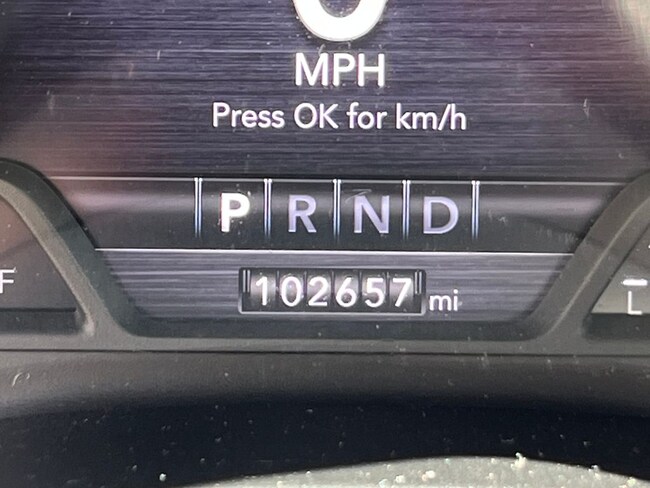 MPH
Press OK for km/h
P R N D
F
102657 mi
L